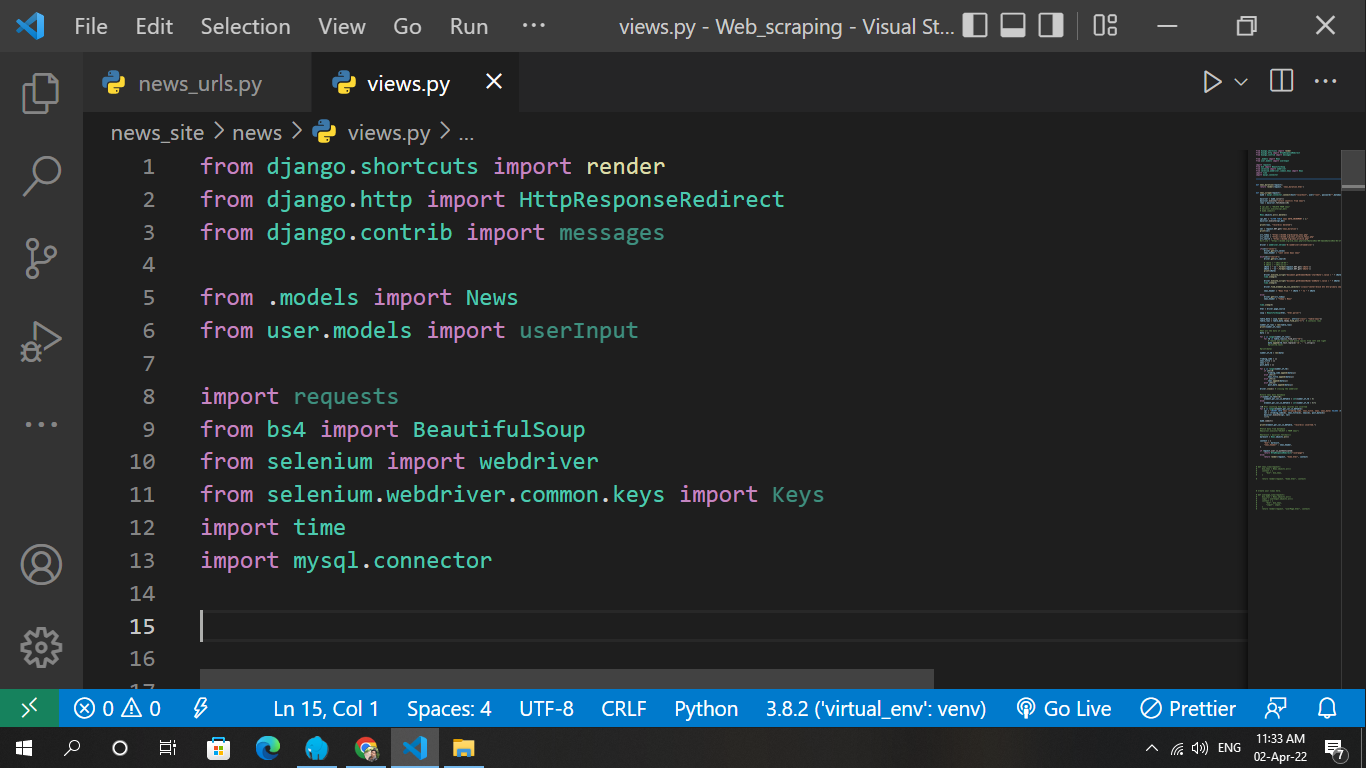 File Edit Selection View Go Run ··· views.py - Web_scraping - Visual St...
news_urls.py views.py
news_site > news > views.py > ...
1 from django.shortcuts import render
2 from django.http import HttpResponseRedirect
3 from django.contrib import messages
4
5 from .models import News
6 from user.models import userInput
7
8 import requests
9 from bs4 import BeautifulSoup
10 from selenium import webdriver
11 from selenium.webdriver.common.keys import Keys
12 import time
13 import mysql.connector
14
15
16
17
0 0 Ln 15, Col 1 Spaces: 4 UTF-8 CRLF Python 3.8.2 ('virtual_env': venv) Go Live Prettier
ENG 11:33 AM
02-Apr-22 7